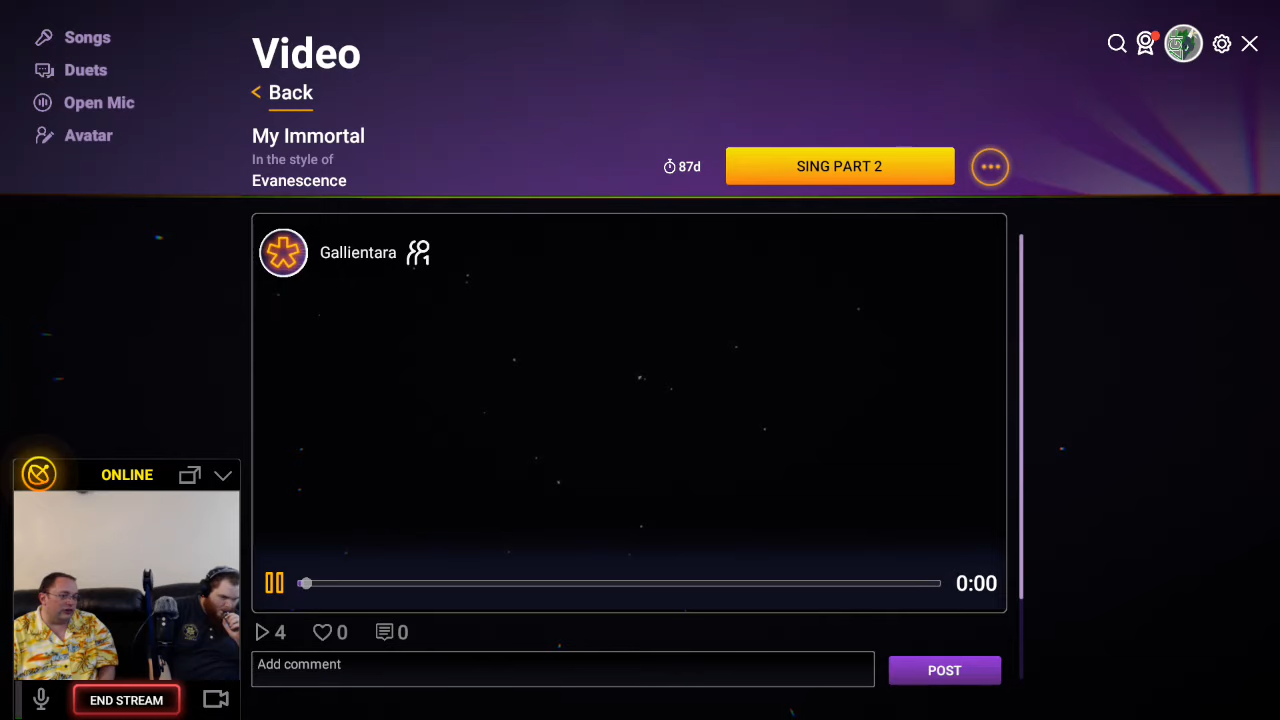 Songs
Duets
Open Mic
Avatar
Video
< Back
My Immortal
In the style of
Evanescence
87d
SING PART 2
Gallientara
0:00
4
0
0
Add comment
POST
ONLINE
END STREAM